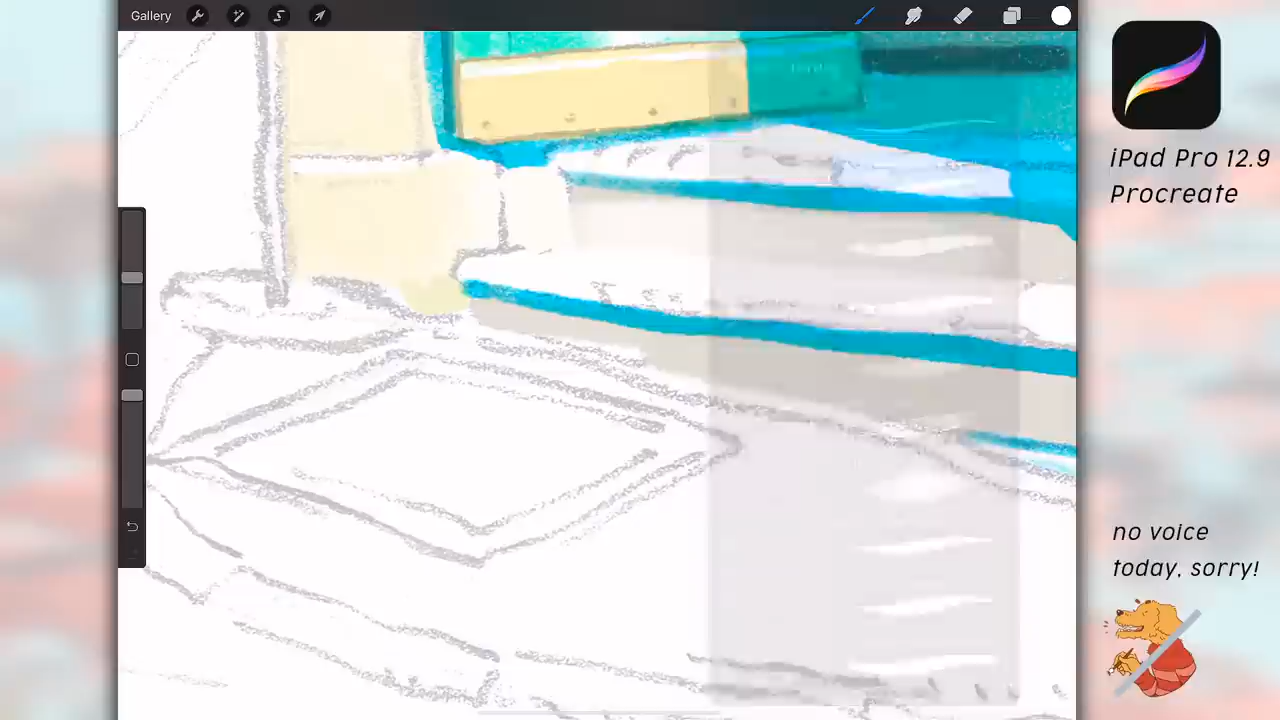 Gallery
iPad Pro 12.9
Procreate
no voice
today, sorry!